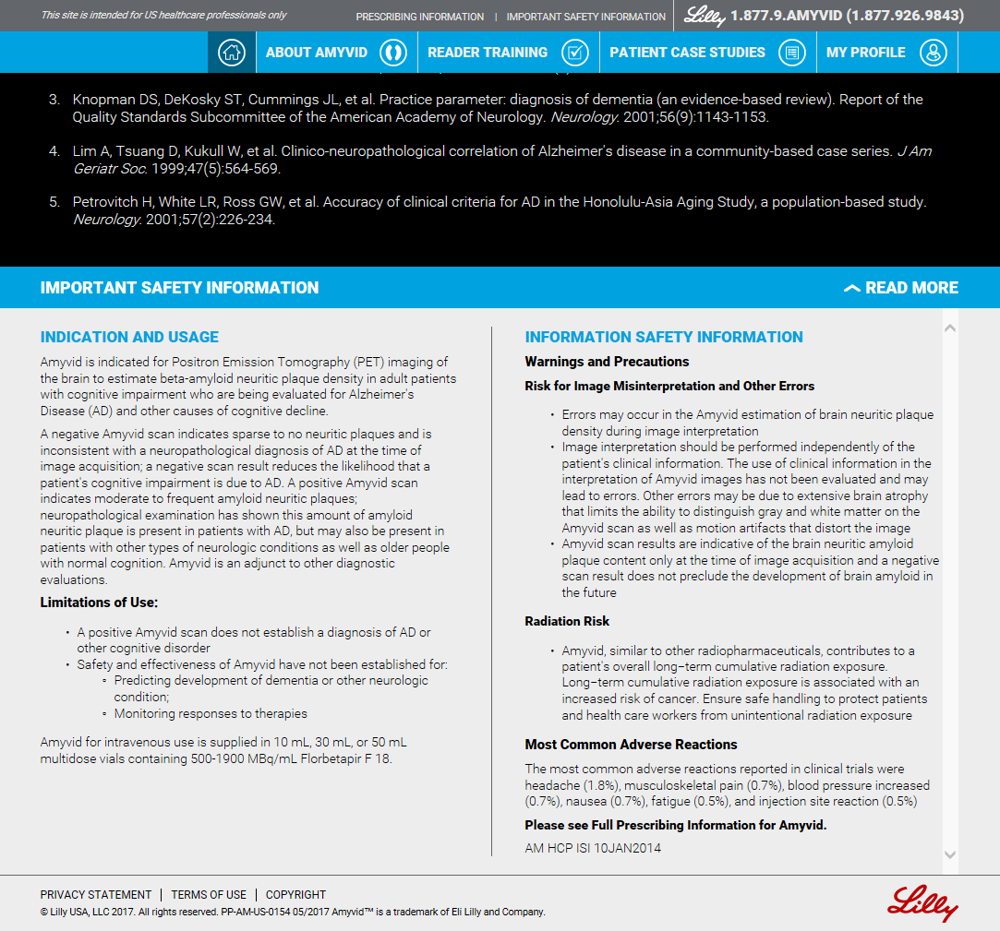 This site is intended for US healthcare professionals only
PRESCRIBING INFORMATION | IMPORTANT SAFETY INFORMATION
Lilly 1.877.9.AMYVID (1.877.926.9843)
ABOUT AMYVID
READER TRAINING
PATIENT CASE STUDIES
MY PROFILE
3. Knopman DS, DeKosky ST, Cummings JL, et al. Practice parameter: diagnosis of dementia (an evidence-based review). Report of the
Quality Standards Subcommittee of the American Academy of Neurology. Neurology. 2001;56(9):1143-1153.
4. Lim A, Tsuang D, Kukull W, et al. Clinico-neuropathological correlation of Alzheimer's disease in a community-based case series. J Am
Geriatr Soc. 1999;47(5):564-569.
5. Petrovitch H, White LR, Ross GW, et al. Accuracy of clinical criteria for AD in the Honolulu-Asia Aging Study, a population-based study.
Neurology. 2001;57(2):226-234.
IMPORTANT SAFETY INFORMATION
READ MORE
INDICATION AND USAGE
Amyvid is indicated for Positron Emission Tomography (PET) imaging of
the brain to estimate beta-amyloid neuritic plaque density in adult patients
with cognitive impairment who are being evaluated for Alzheimer's
Disease (AD) and other causes of cognitive decline.
A negative Amyvid scan indicates sparse to no neuritic plaques and is
inconsistent with a neuropathological diagnosis of AD at the time of
image acquisition; a negative scan result reduces the likelihood that a
patient's cognitive impairment is due to AD. A positive Amyvid scan
indicates moderate to frequent amyloid neuritic plaques;
neuropathological examination has shown this amount of amyloid
neuritic plaque is present in patients with AD, but may also be present in
patients with other types of neurologic conditions as well as older people
with normal cognition. Amyvid is an adjunct to other diagnostic
evaluations.
Limitations of Use:
• A positive Amyvid scan does not establish a diagnosis of AD or
other cognitive disorder
• Safety and effectiveness of Amyvid have not been established for:
◦ Predicting development of dementia or other neurologic
condition;
◦ Monitoring responses to therapies
Amyvid for intravenous use is supplied in 10 mL, 30 mL, or 50 mL
multidose vials containing 500-1900 MBq/mL Florbetapir F 18.
INFORMATION SAFETY INFORMATION
Warnings and Precautions
Risk for Image Misinterpretation and Other Errors
• Errors may occur in the Amyvid estimation of brain neuritic plaque
density during image interpretation
• Image interpretation should be performed independently of the
patient's clinical information. The use of clinical information in the
interpretation of Amyvid images has not been evaluated and may
lead to errors. Other errors may be due to extensive brain atrophy
that limits the ability to distinguish gray and white matter on the
Amyvid scan as well as motion artifacts that distort the image
• Amyvid scan results are indicative of the brain neuritic amyloid
plaque content only at the time of image acquisition and a negative
scan result does not preclude the development of brain amyloid in
the future
Radiation Risk
• Amyvid, similar to other radiopharmaceuticals, contributes to a
patient's overall long−term cumulative radiation exposure.
Long−term cumulative radiation exposure is associated with an
increased risk of cancer. Ensure safe handling to protect patients
and health care workers from unintentional radiation exposure
Most Common Adverse Reactions
The most common adverse reactions reported in clinical trials were
headache (1.8%), musculoskeletal pain (0.7%), blood pressure increased
(0.7%), nausea (0.7%), fatigue (0.5%), and injection site reaction (0.5%)
Please see Full Prescribing Information for Amyvid.
AM HCP ISI 10JAN2014
PRIVACY STATEMENT | TERMS OF USE | COPYRIGHT
© Lilly USA, LLC 2017. All rights reserved. PP-AM-US-0154 05/2017 Amyvid™ is a trademark of Eli Lilly and Company.
Lilly